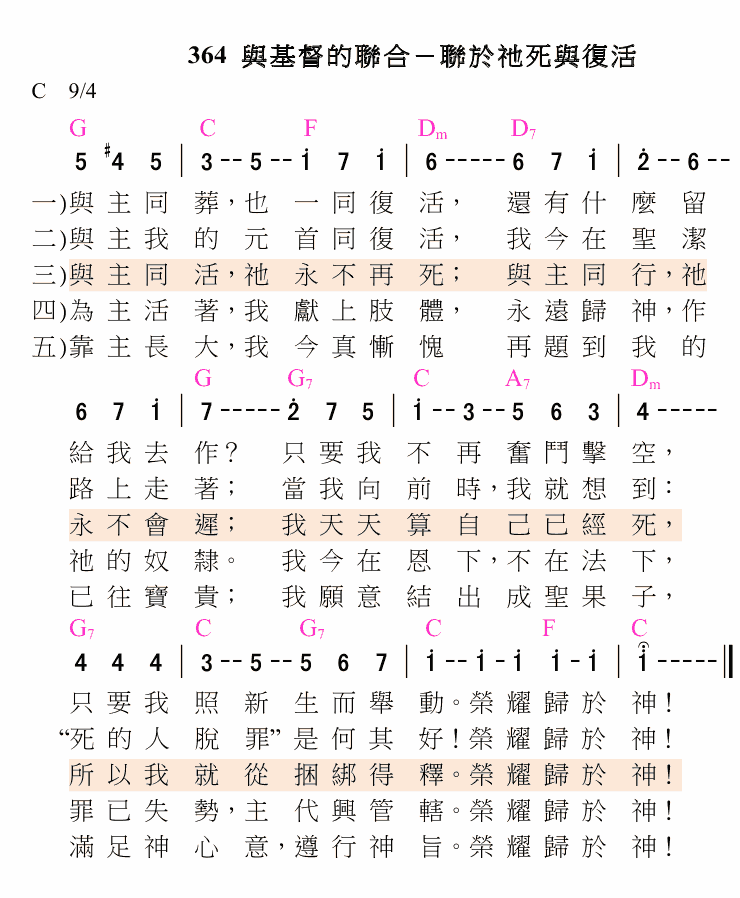 364 與基督的聯合－聯於祂死與復活
C 9/4
G C F Dm D7
5 #4 5 | 3 -- 5 -- i 7 i | 6 ----- 6 7 i | 2̇ -- 6 --
一)與主同葬，也一同復活，還有什麼留
二)與主我的元首同復活，我今在聖潔
三)與主同活，祂永不再死；與主同行，祂
四)為主活著，我獻上肢體，永遠歸神，作
五)靠主長大，我今真慚愧 再題到我的
G G7 C A7 Dm
6 7 i | 7 ----- 2̇ 7 5 | i -- 3 -- 5 6 3 | 4 -----
給我去作？只要我不再奮鬥擊空，
路上走著；當我向前時，我就想到：
永不會遲；我天天算自己已經死，
祂的奴隸。我今在恩下，不在法下，
已往寶貴；我願意結出成聖果子，
G7 C G7 C F C
4 4 4 | 3 -- 5 -- 5 6 7 | i -- i - i i - i | i ----- ‖
只要我照新生而舉動。榮耀歸於神！
“死的人脫罪”是何其好！榮耀歸於神！
所以我就從捆綁得釋。榮耀歸於神！
罪已失勢，主代興管轄。榮耀歸於神！
滿足神心意，遵行神旨。榮耀歸於神！